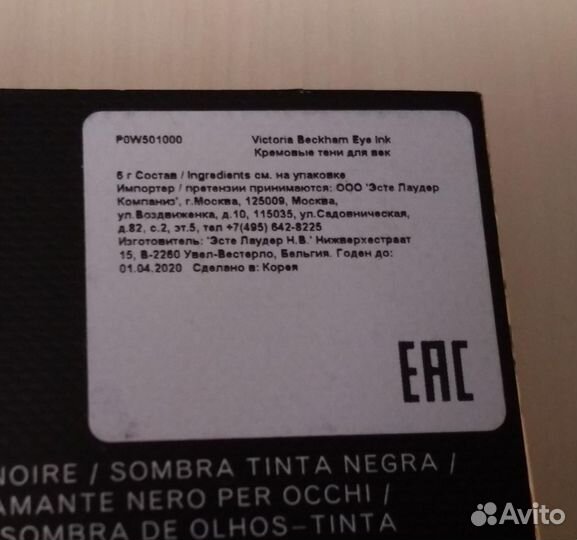 P0W501000 Victoria Beckham Eye Ink
Кремовые тени для век
6 г Состав / Ingredients см. на упаковке
Импортер / претензии принимаются: ООО 'Эсте Лаудер
Компаниз', г.Москва, 125009, Москва,
ул.Воздвиженка, д.10, 115035, ул.Садовническая,
д.82, с.2, эт.5, тел +7(495) 642-8225
Изготовитель: 'Эсте Лаудер Н.В.' Нижверхестраат
15, В-2260 Увел-Вестерло, Бельгия. Годен до:
01.04.2020 Сделано в: Корея
EAC
NOIRE / SOMBRA TINTA NEGRA /
AMANTE NERO PER OCCHI /
SOMBRA DE OLHOS–TINTA
Avito